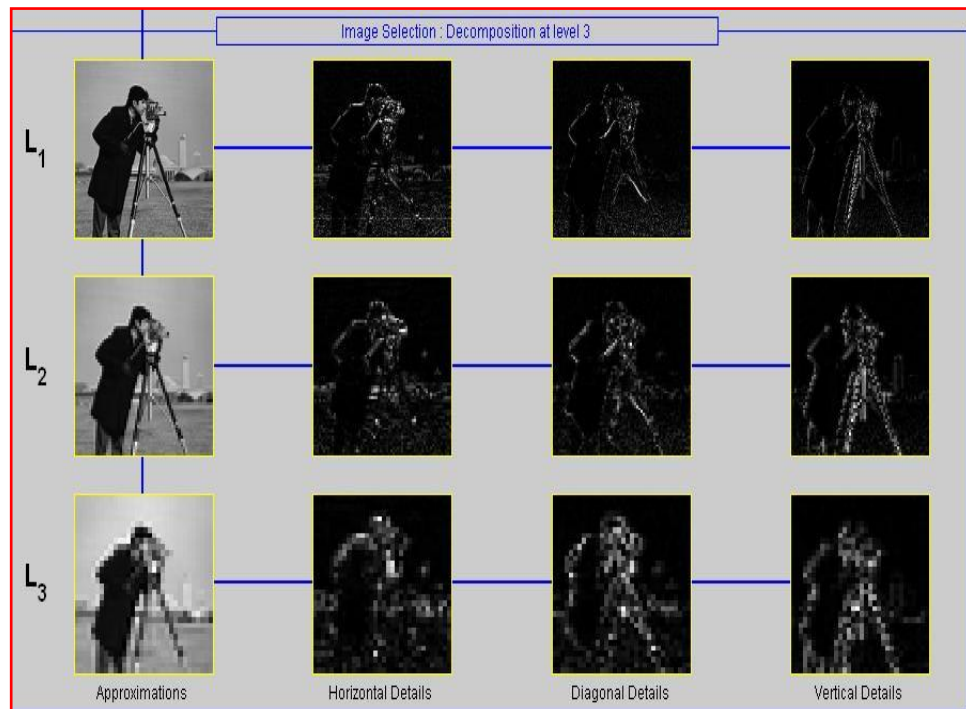 Image Selection : Decomposition at level 3
L1
L2
L3
Approximations Horizontal Details Diagonal Details Vertical Details